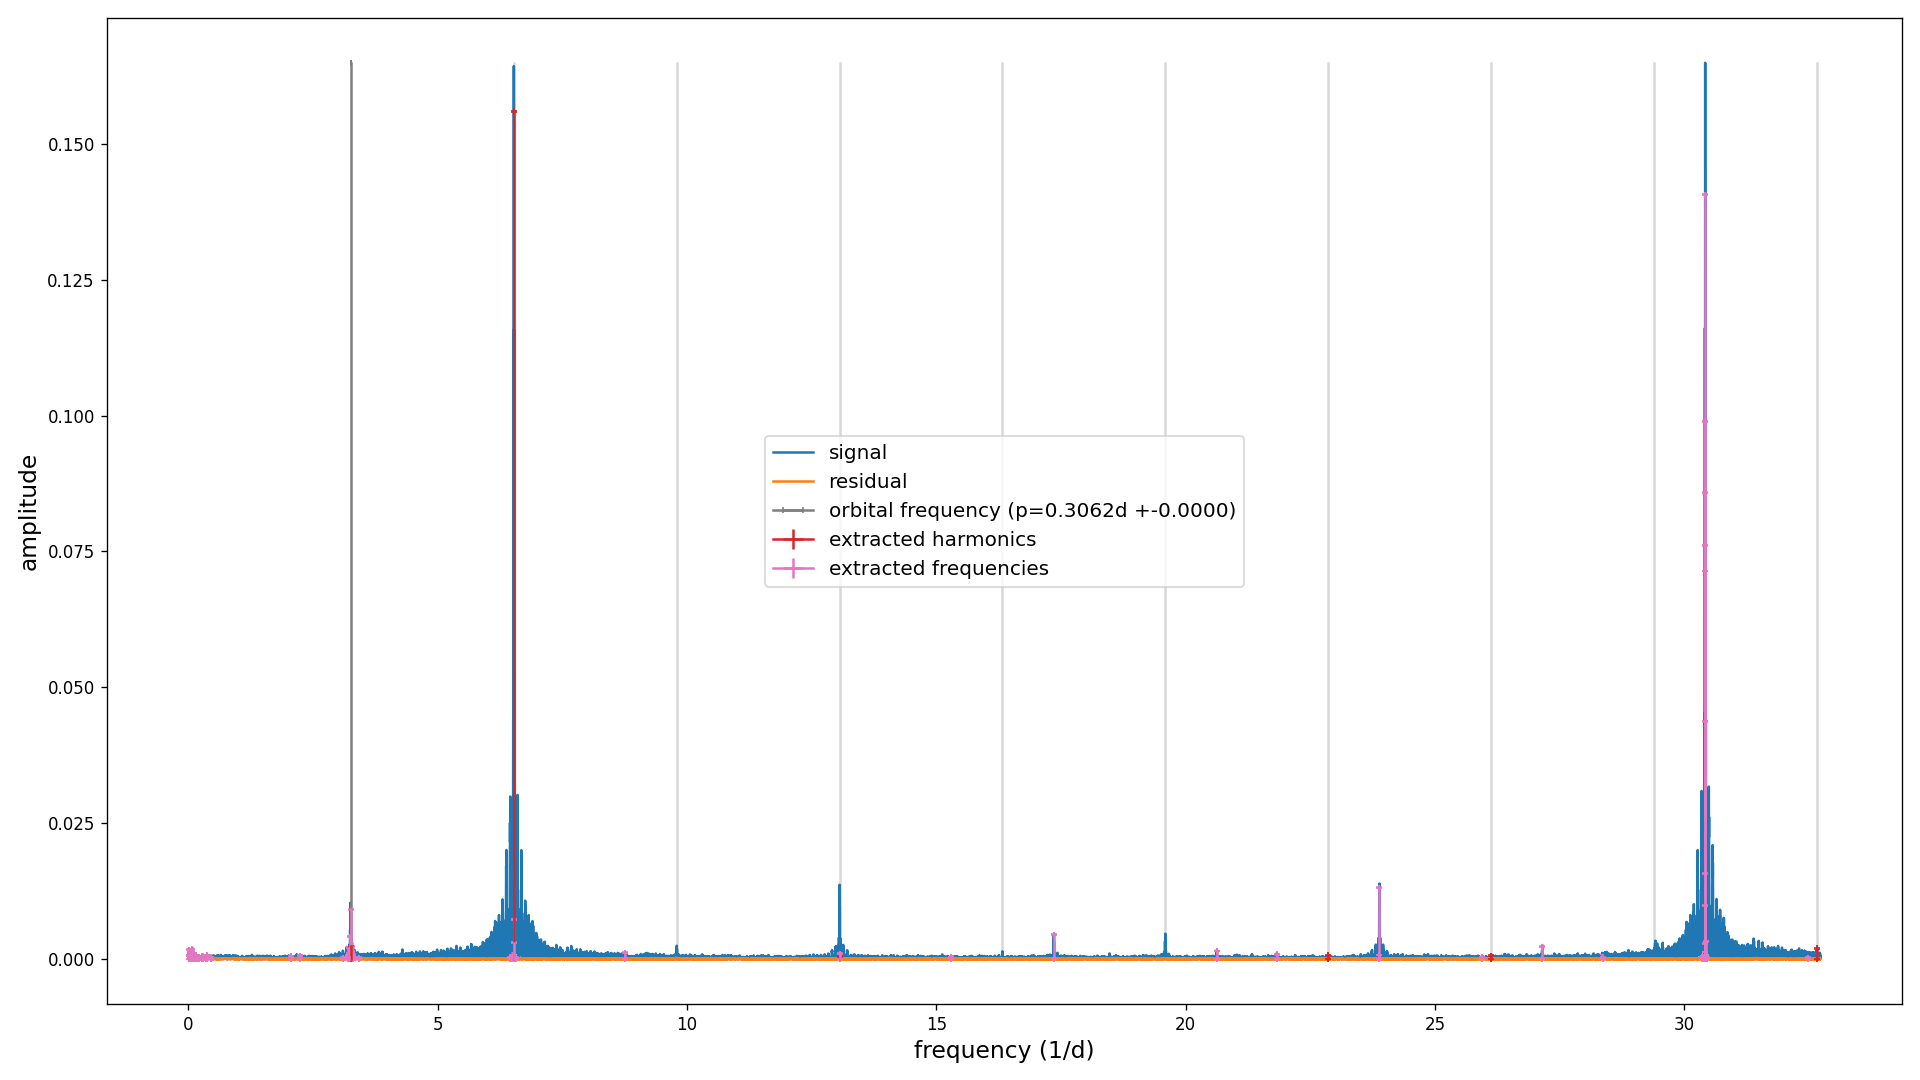 0.150
0.125
0.100
0.075
0.050
0.025
0.000
amplitude
signal
residual
orbital frequency (p=0.3062d +-0.0000)
extracted harmonics
extracted frequencies
0 5 10 15 20 25 30
frequency (1/d)